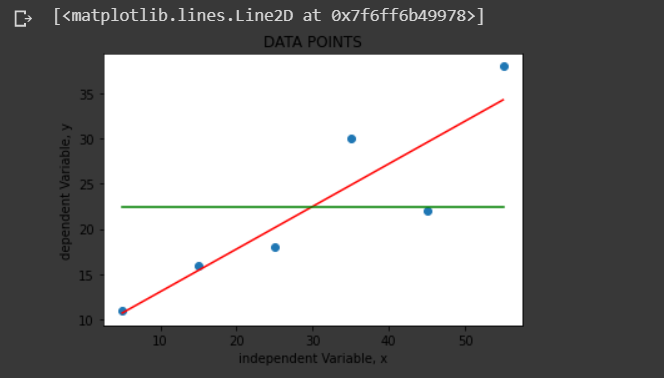 [<matplotlib.lines.Line2D at 0x7f6ff6b49978>]
DATA POINTS
dependent Variable, y
35
30
25
20
15
10
10 20 30 40 50
independent Variable, x